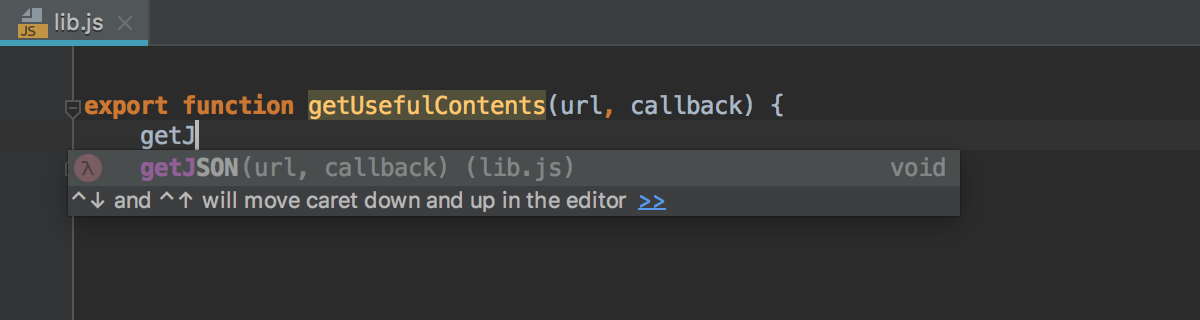 JS lib.js ×
export function getUsefulContents(url, callback) {
getJ
λ getJSON(url, callback) (lib.js) void
^↓ and ^↑ will move caret down and up in the editor >>